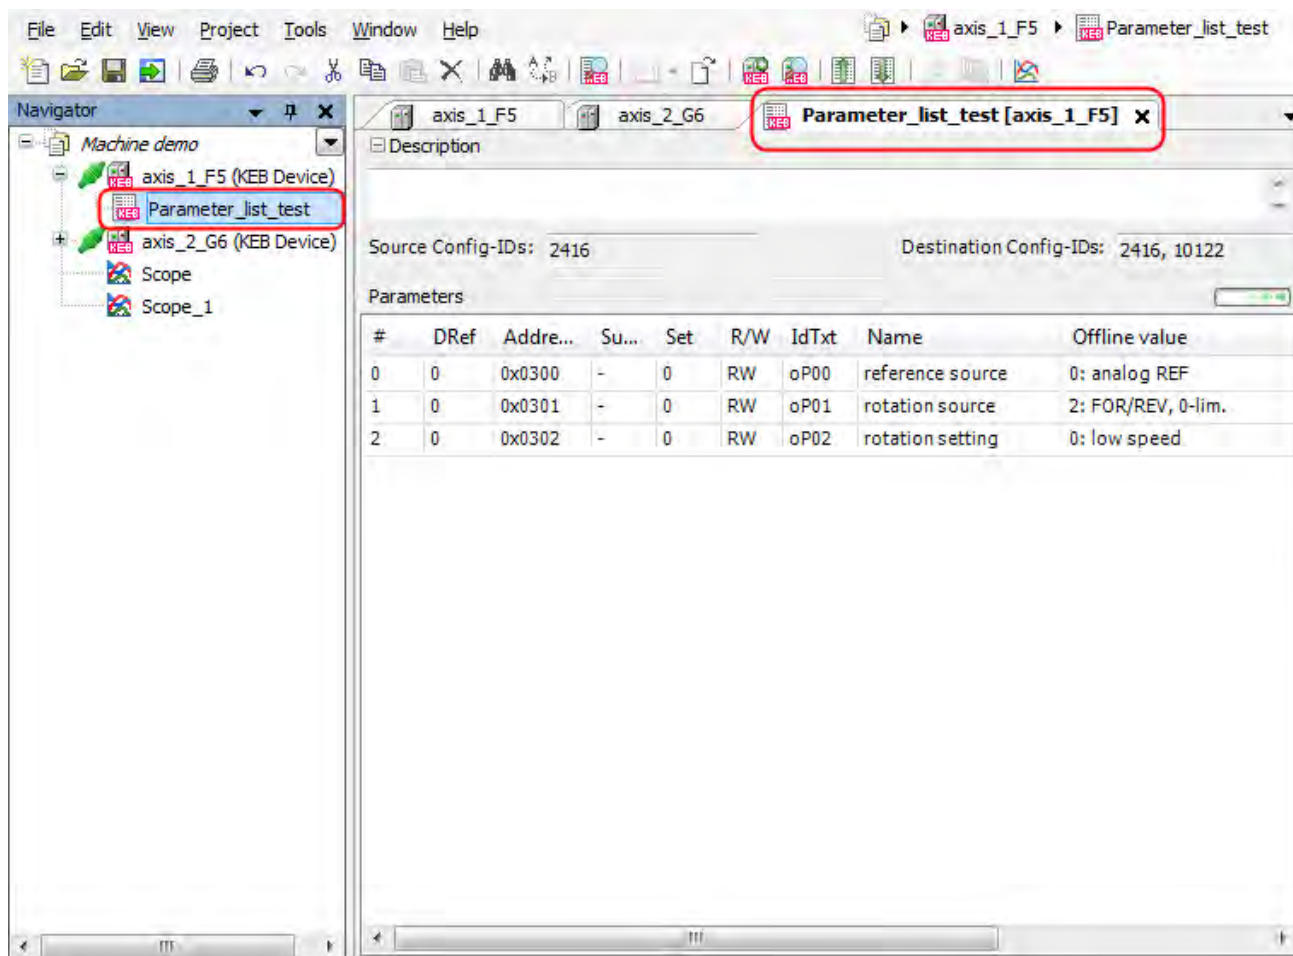 File Edit View Project Tools Window Help
axis_1_F5 Parameter_list_test
Navigator
Machine demo
axis_1_F5 (KEB Device)
Parameter_list_test
axis_2_G6 (KEB Device)
Scope
Scope_1
axis_1_F5 axis_2_G6 Parameter_list_test [axis_1_F5]
Description
Source Config-IDs: 2416 Destination Config-IDs: 2416, 10122
Parameters
# DRef Addre... Su... Set R/W IdTxt Name Offline value
0 0 0x0300 - 0 RW oP00 reference source 0: analog REF
1 0 0x0301 - 0 RW oP01 rotation source 2: FOR/REV, 0-lim.
2 0 0x0302 - 0 RW oP02 rotation setting 0: low speed